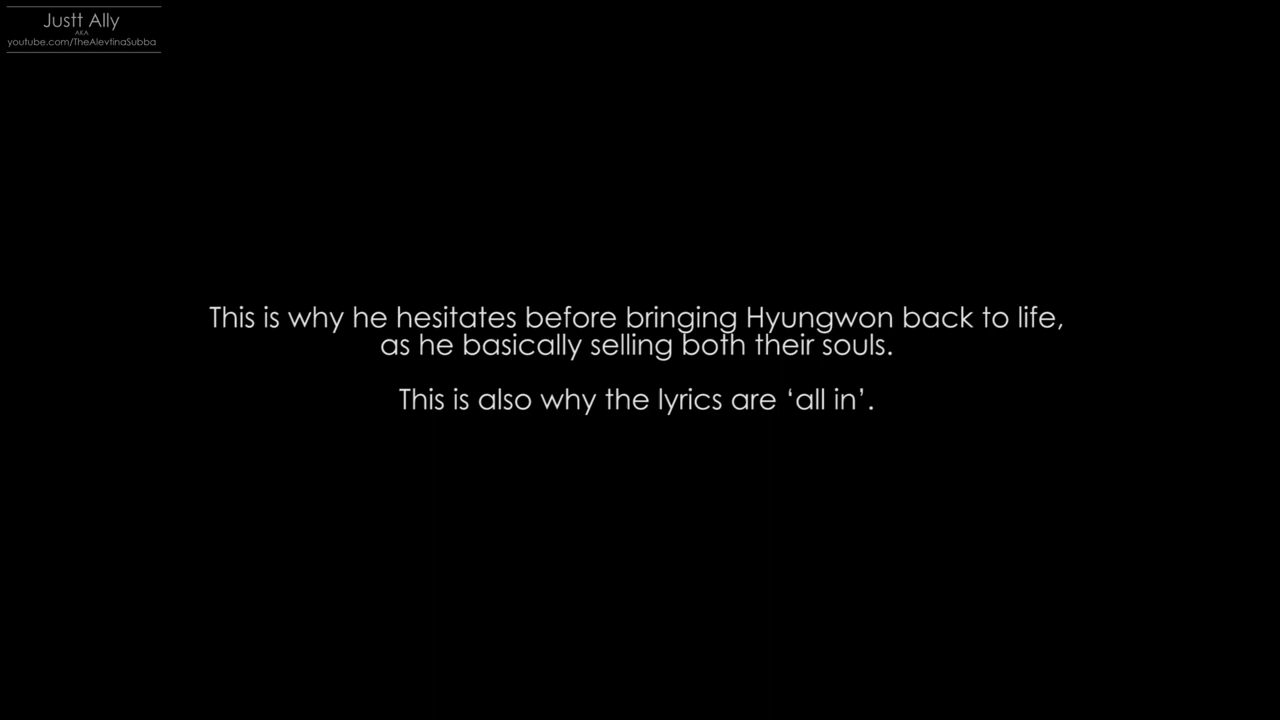 Justt Ally
AKA
youtube.com/TheAlevtinaSubba
This is why he hesitates before bringing Hyungwon back to life,
as he basically selling both their souls.
This is also why the lyrics are ‘all in’.